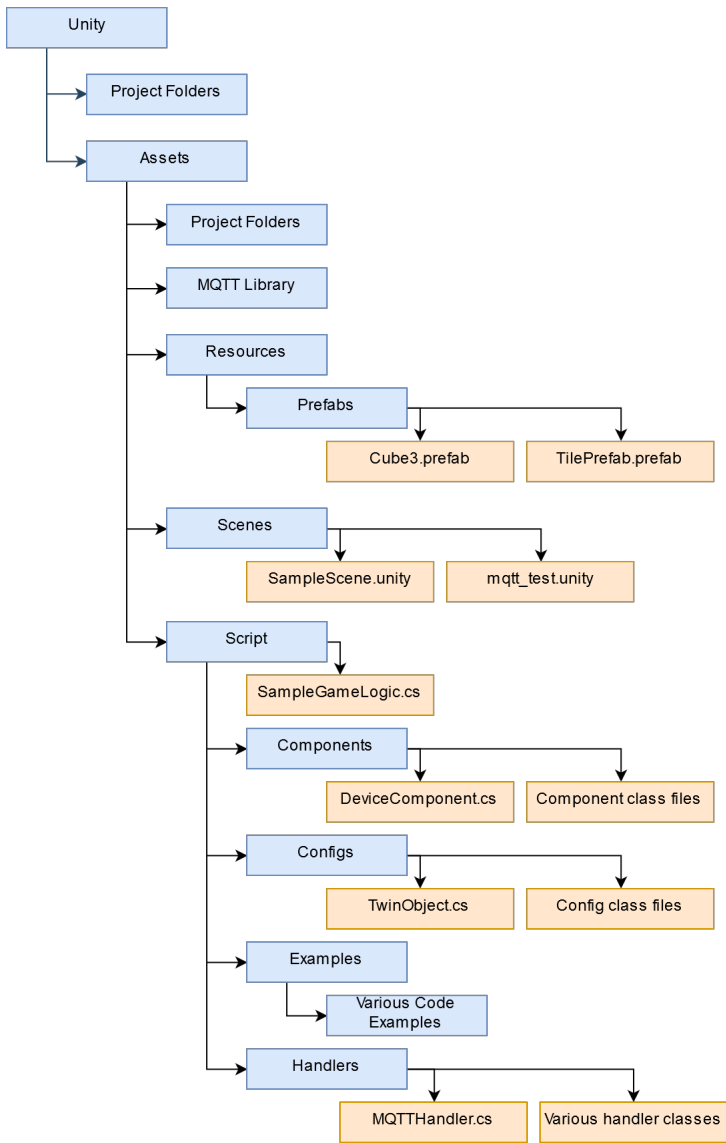 Unity
Project Folders
Assets
Project Folders
MQTT Library
Resources
Prefabs
Cube3.prefab
TilePrefab.prefab
Scenes
SampleScene.unity
mqtt_test.unity
Script
SampleGameLogic.cs
Components
DeviceComponent.cs
Component class files
Configs
TwinObject.cs
Config class files
Examples
Various Code
Examples
Handlers
MQTTHandler.cs
Various handler classes